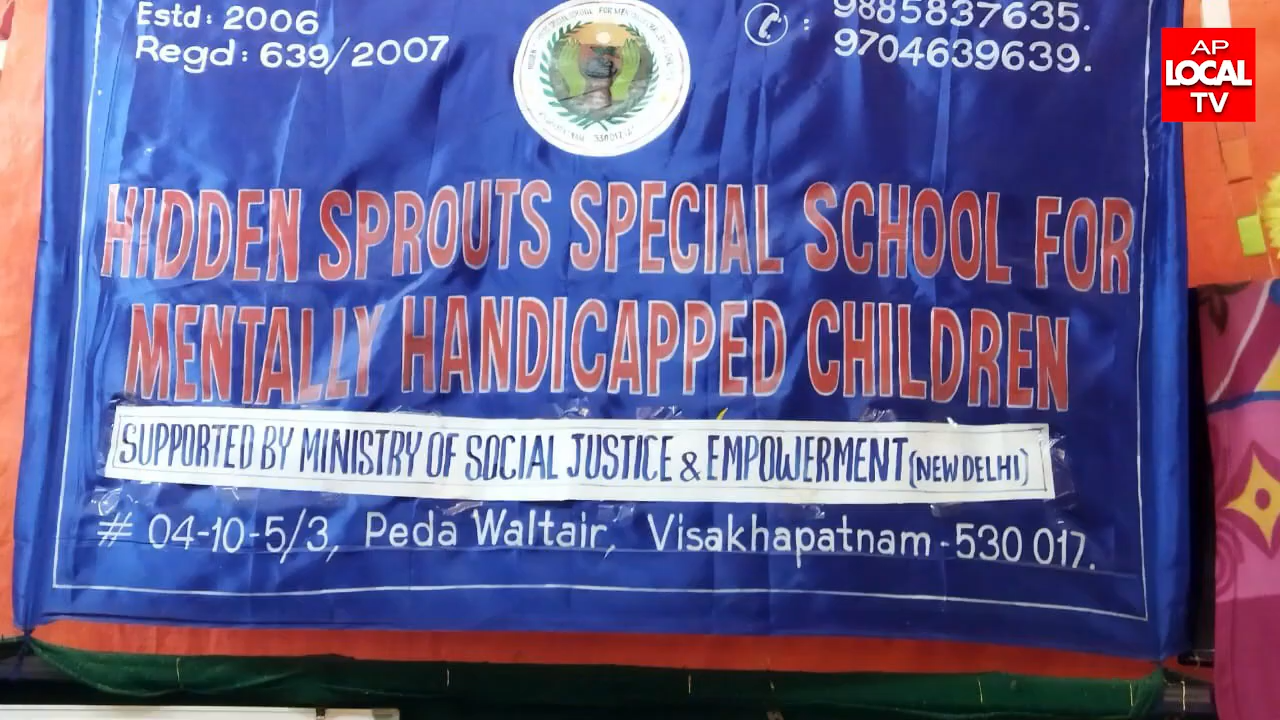 Estd: 2006
Regd: 639/2007
9885837635.
9704639639.
AP
LOCAL
TV
HIDDEN SPROUTS SPECIAL SCHOOL FOR
MENTALLY HANDICAPPED CHILDREN
SUPPORTED BY MINISTRY OF SOCIAL JUSTICE & EMPOWERMENT (NEW DELHI)
# 04-10-5/3, Peda Waltair, Visakhapatnam - 530 017.